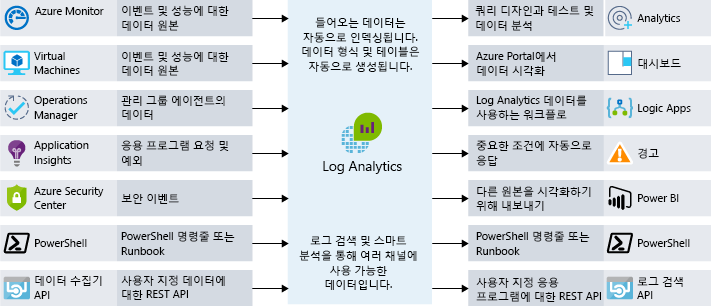 Azure Monitor
이벤트 및 성능에 대한
데이터 원본
Virtual
Machines
이벤트 및 성능에 대한
데이터 원본
Operations
Manager
관리 그룹 에이전트의
데이터
Application
Insights
응용 프로그램 요청 및
예외
Azure Security
Center
보안 이벤트
PowerShell
PowerShell 명령줄 또는
Runbook
데이터 수집기
API
사용자 지정 데이터에
대한 REST API
들어오는 데이터는
자동으로 인덱싱됩니다.
데이터 형식 및 테이블은
자동으로 생성됩니다.
Log Analytics
로그 검색 및 스마트
분석을 통해 여러 채널에
사용 가능한
데이터입니다.
쿼리 디자인과 테스트 및
데이터 분석
Analytics
Azure Portal에서
데이터 시각화
대시보드
Log Analytics 데이터를
사용하는 워크플로
Logic Apps
중요한 조건에 자동으로
응답
경고
다른 원본을 시각화하기
위해 내보내기
Power BI
PowerShell 명령줄 또는
Runbook
PowerShell
사용자 지정 응용
프로그램에 대한 REST API
로그 검색
API